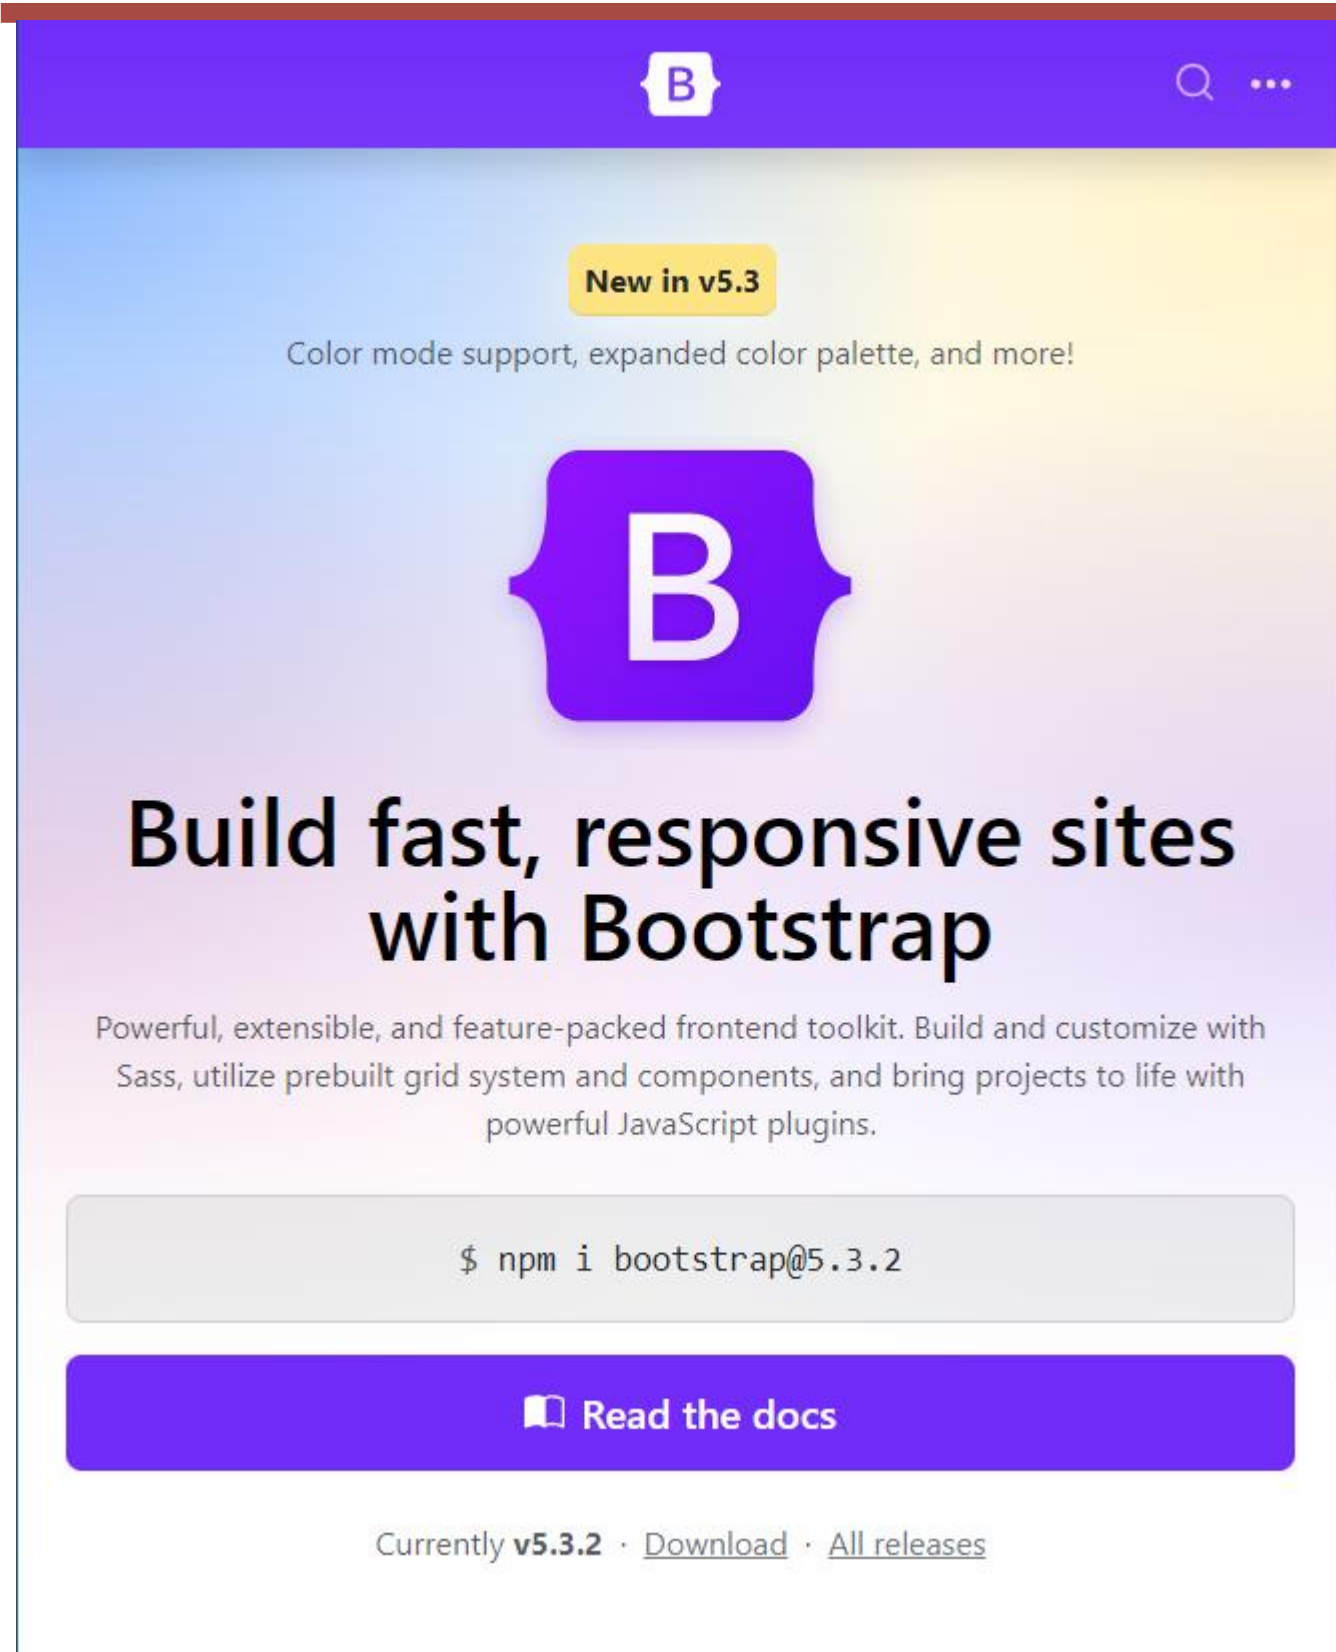 B
New in v5.3
Color mode support, expanded color palette, and more!
B
Build fast, responsive sites
with Bootstrap
Powerful, extensible, and feature-packed frontend toolkit. Build and customize with
Sass, utilize prebuilt grid system and components, and bring projects to life with
powerful JavaScript plugins.
$ npm i bootstrap@5.3.2
Read the docs
Currently v5.3.2 · Download · All releases